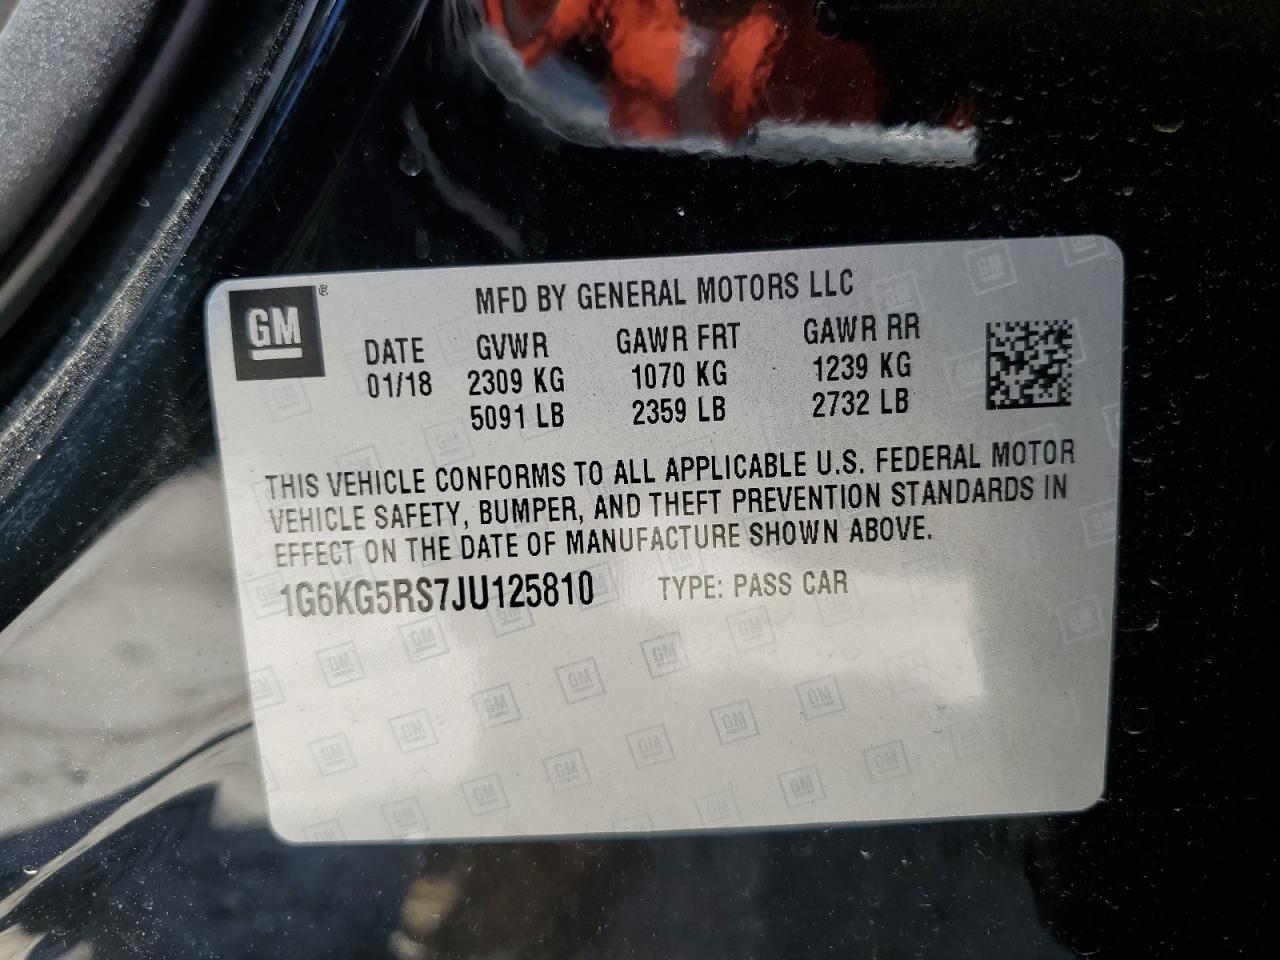 GM ®
MFD BY GENERAL MOTORS LLC
DATE GVWR GAWR FRT GAWR RR
01/18 2309 KG 1070 KG 1239 KG
5091 LB 2359 LB 2732 LB
THIS VEHICLE CONFORMS TO ALL APPLICABLE U.S. FEDERAL MOTOR
VEHICLE SAFETY, BUMPER, AND THEFT PREVENTION STANDARDS IN
EFFECT ON THE DATE OF MANUFACTURE SHOWN ABOVE.
1G6KG5RS7JU125810 TYPE: PASS CAR